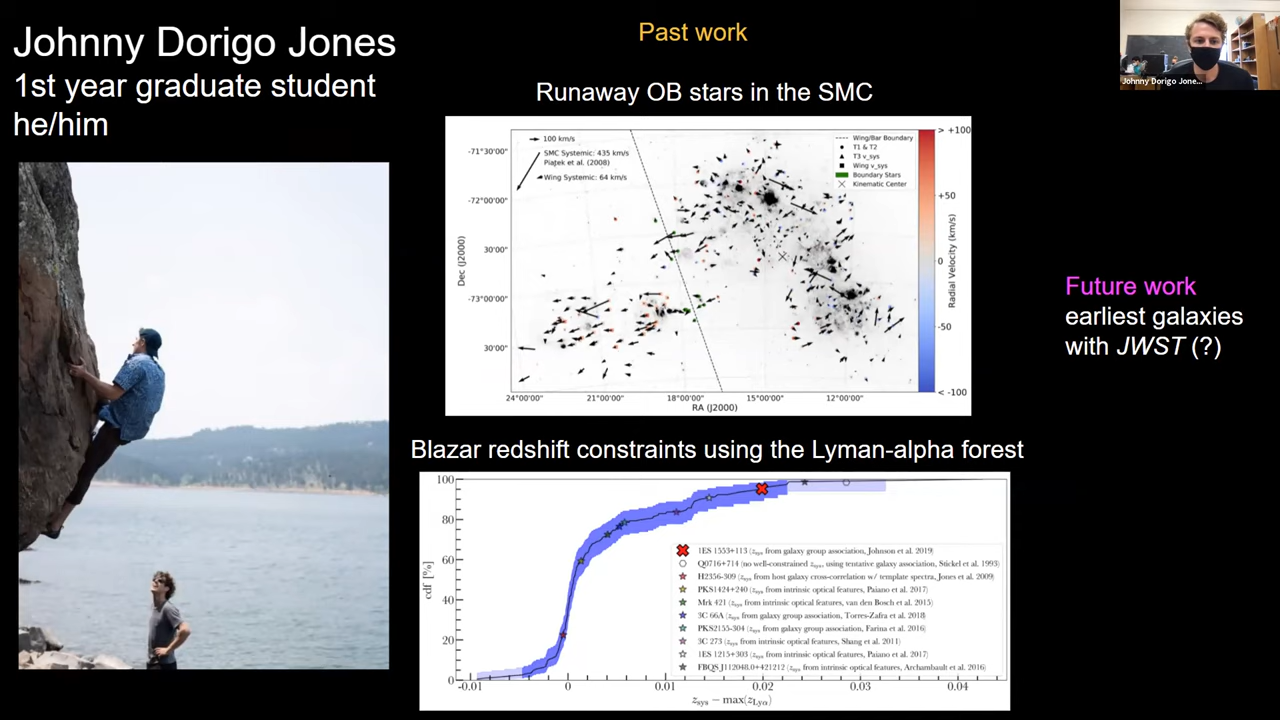 Johnny Dorigo Jones
1st year graduate student
he/him
Past work
Runaway OB stars in the SMC
100 km/s
SMC Systemic: 435 km/s
Piatek et al. (2008)
Wing Systemic: 64 km/s
Wing/Bar Boundary
T1 & T2
T3 v_sys
Wing v_sys
Boundary Stars
Kinematic Center
-71°30'00"
-72°00'00"
30'00"
-73°00'00"
30'00"
Dec (J2000)
24°00'00" 21°00'00" 18°00'00" 15°00'00" 12°00'00"
RA (J2000)
> +100
+50
0
-50
< -100
Radial Velocity (km/s)
Blazar redshift constraints using the Lyman-alpha forest
100
80
60
40
20
0
cdf [%]
1ES 1553+113 (zsys from galaxy group association, Johnson et al. 2019)
Q0716+714 (no well-constrained zsys, using tentative galaxy association, Stickel et al. 1993)
H2356-309 (zsys from host galaxy cross-correlation w/ template spectra, Jones et al. 2009)
PKS1424+240 (zsys from intrinsic optical features, Paiano et al. 2017)
Mrk 421 (zsys from intrinsic optical features, van den Bosch et al. 2015)
3C 66A (zsys from galaxy group association, Torres-Zafra et al. 2018)
PKS2155-304 (zsys from galaxy group association, Farina et al. 2016)
3C 273 (zsys from intrinsic optical features, Shang et al. 2011)
1ES 1215+303 (zsys from intrinsic optical features, Paiano et al. 2017)
FBQS J112048.0+421212 (zsys from intrinsic optical features, Archambault et al. 2016)
-0.01 0 0.01 0.02 0.03 0.04
zsys − max(zLyα)
Future work
earliest galaxies
with JWST (?)
Johnny Dorigo Jone...